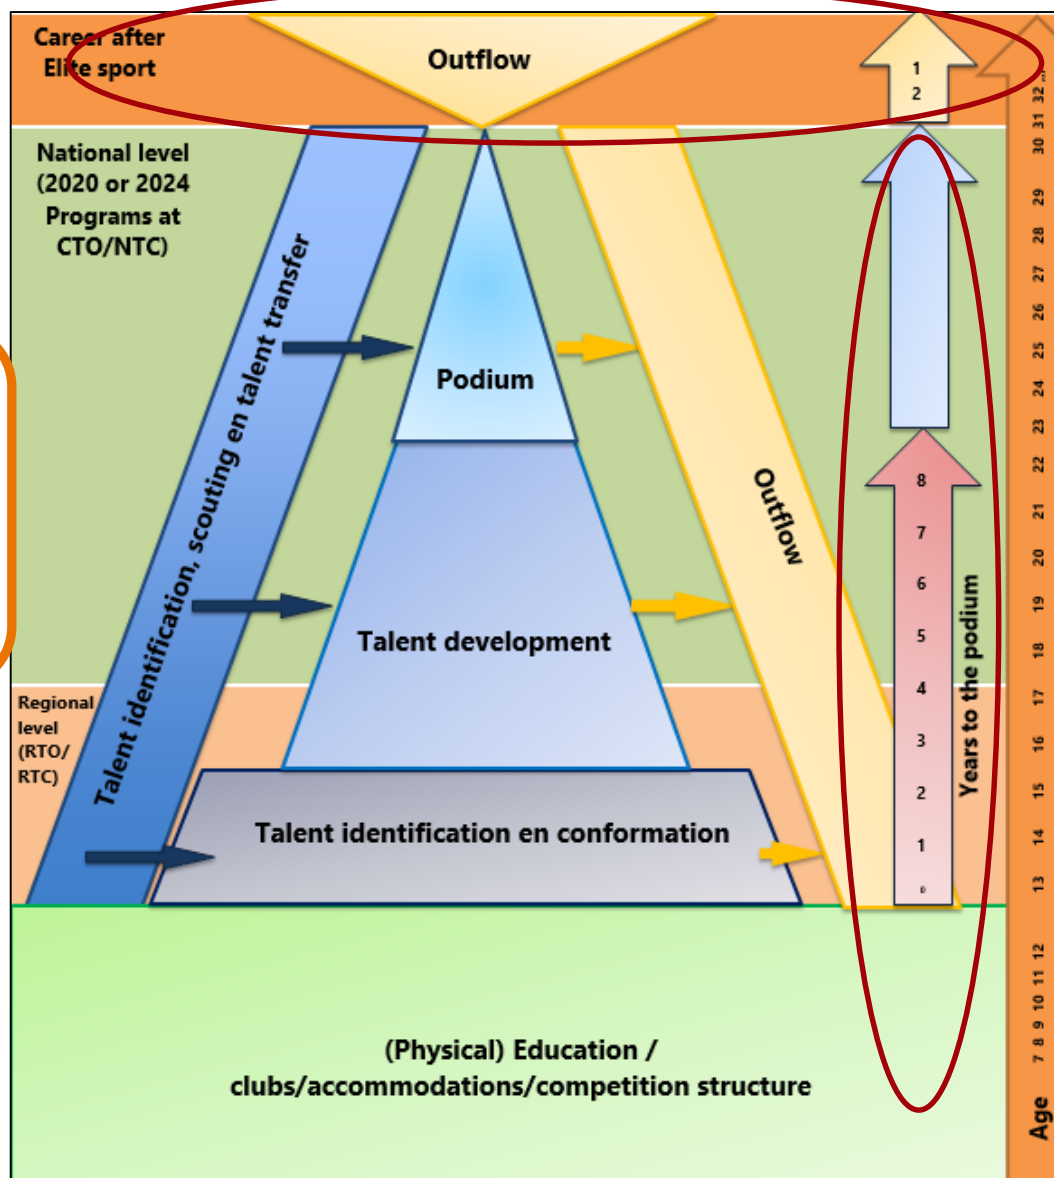 Career after
Elite sport
Outflow
1
2
National level
(2020 or 2024
Programs at
CTO/NTC)
Talent identification, scouting en talent transfer
Podium
Outflow
Talent development
Regional
level
(RTO/
RTC)
Talent identification en conformation
8
7
6
5
4
3
2
1
0
Years to the podium
(Physical) Education /
clubs/accommodations/competition structure
32
31
30
29
28
27
26
25
24
23
22
21
20
19
18
17
16
15
14
13
12
11
10
9
8
7
Age